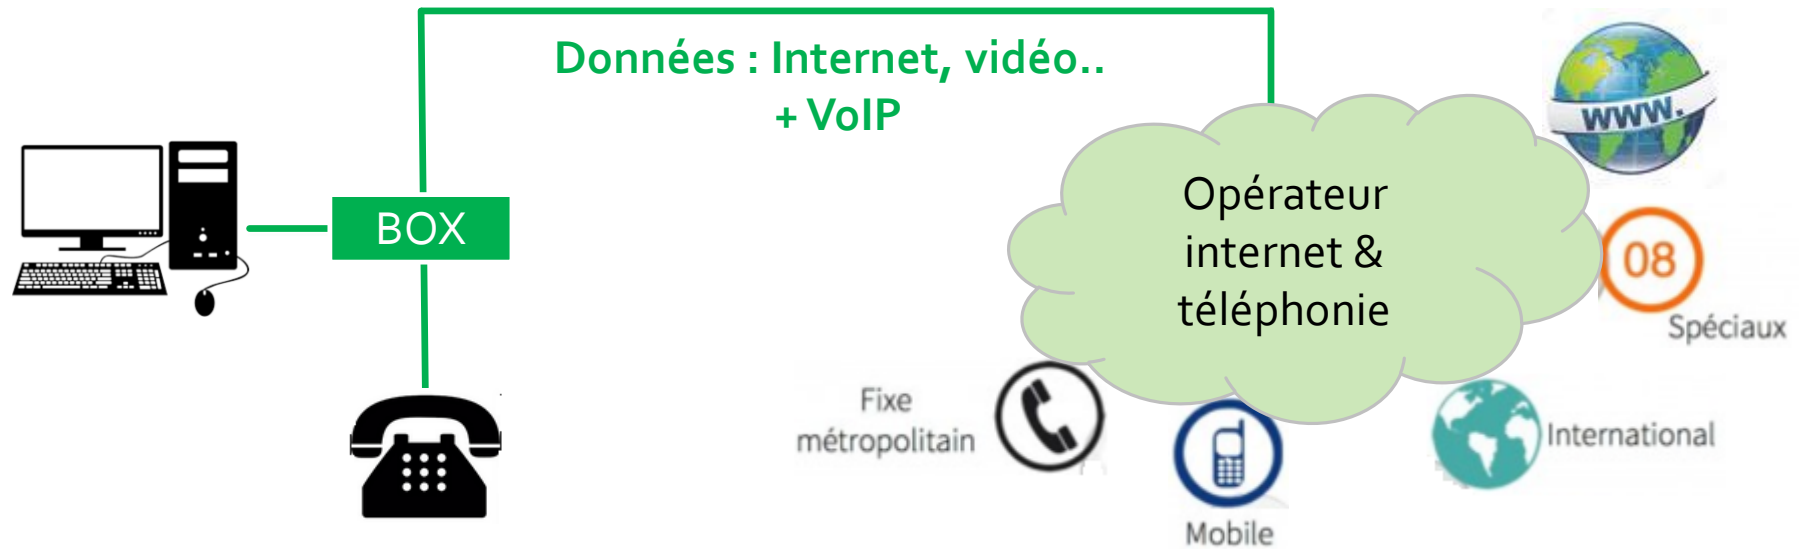 Données : Internet, vidéo..
+ VoIP
www.
BOX
Opérateur
internet &
téléphonie
08
Spéciaux
Fixe
métropolitain
International
Mobile